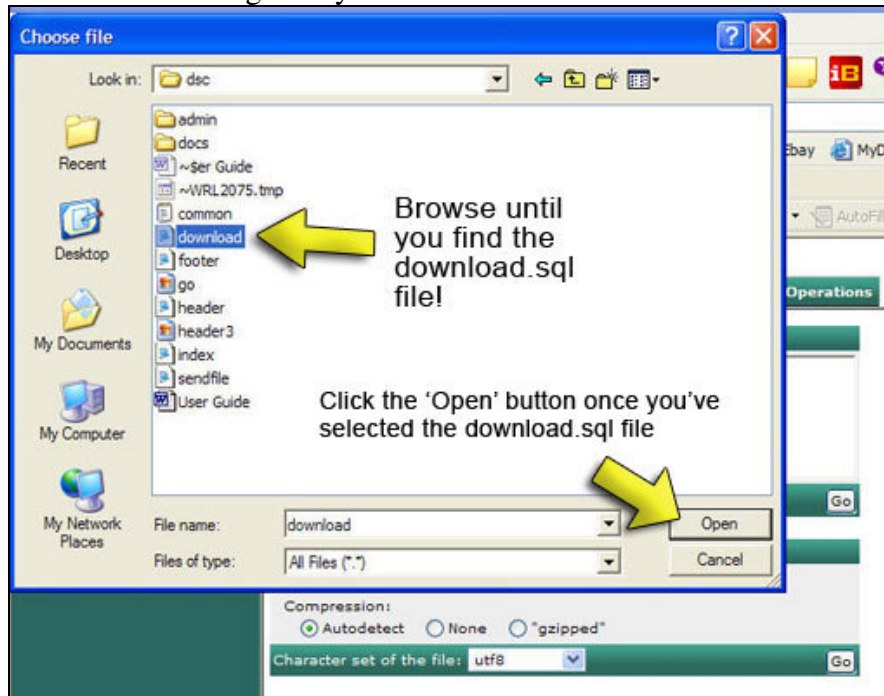 Choose file
Look in:
dsc
iB
admin
docs
~$er Guide
~WRL2075.tmp
common
download
footer
go
header
header3
index
sendfile
User Guide
Recent
Desktop
My Documents
My Computer
My Network
Places
Browse until
you find the
download.sql
file!
Click the ‘Open’ button once you’ve
selected the download.sql file
File name:
download
Open
Files of type:
All Files (*.*)
Cancel
Ebay
MyD
AutoFill
Operations
Go
Compression:
Autodetect
None
"gzipped"
Character set of the file:
utf8
Go